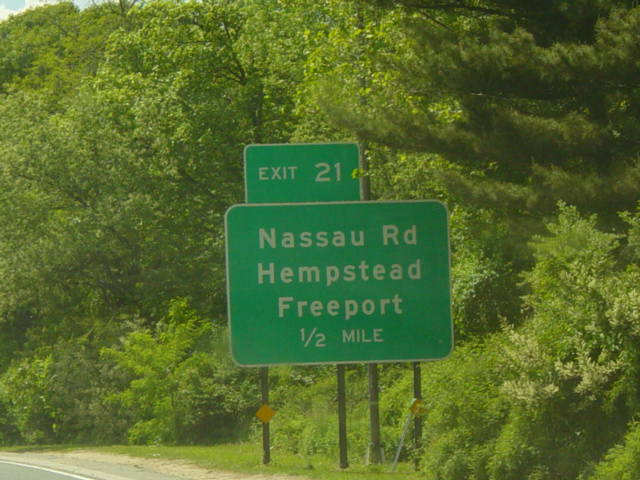 EXIT 21
Nassau Rd
Hempstead
Freeport
1/2 MILE